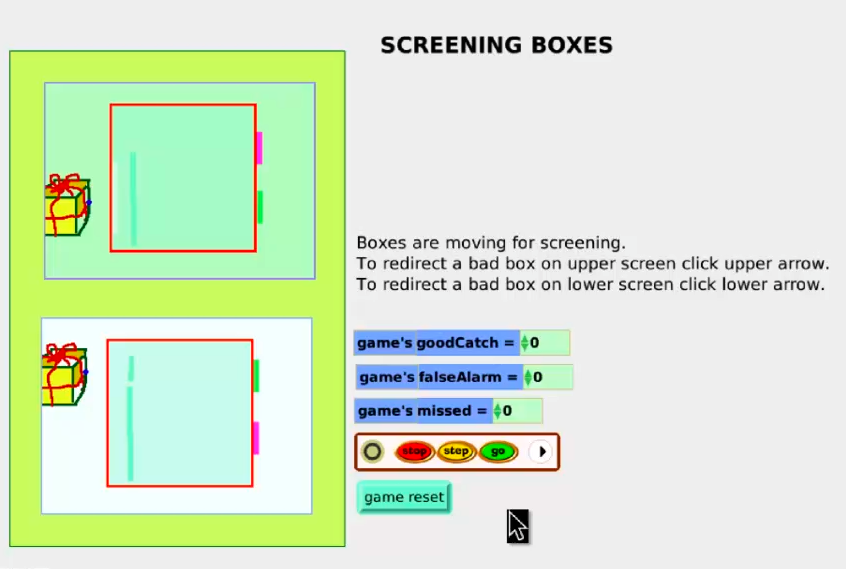 SCREENING BOXES
Boxes are moving for screening.
To redirect a bad box on upper screen click upper arrow.
To redirect a bad box on lower screen click lower arrow.
game's goodCatch = 0
game's falseAlarm = 0
game's missed = 0
stop step go
game reset